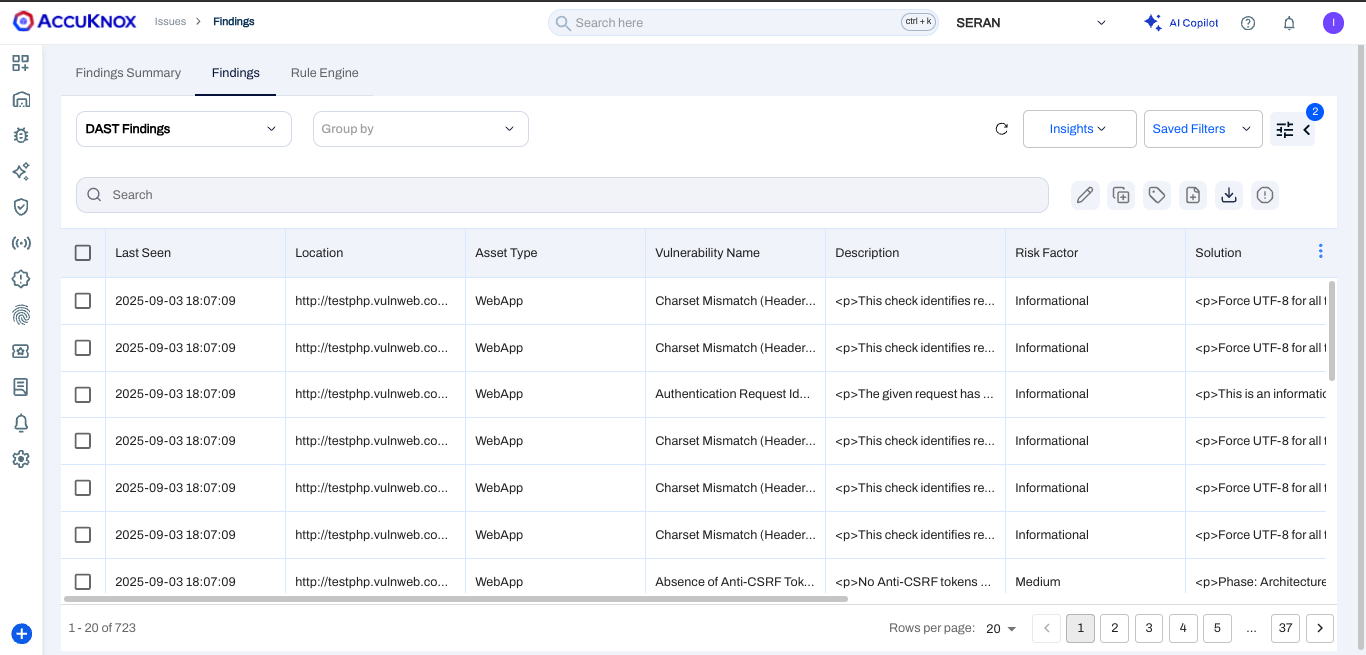 ACCUKNOX Issues > Findings Search here ctrl + k SERAN AI Copilot I
Findings Summary Findings Rule Engine
2
DAST Findings Group by Insights Saved Filters
Search
Last Seen Location Asset Type Vulnerability Name Description Risk Factor Solution
2025-09-03 18:07:09 http://testphp.vulnweb.co... WebApp Charset Mismatch (Header... <p>This check identifies re... Informational <p>Force UTF-8 for all t
2025-09-03 18:07:09 http://testphp.vulnweb.co... WebApp Charset Mismatch (Header... <p>This check identifies re... Informational <p>Force UTF-8 for all t
2025-09-03 18:07:09 http://testphp.vulnweb.co... WebApp Authentication Request Id... <p>The given request has ... Informational <p>This is an informatic
2025-09-03 18:07:09 http://testphp.vulnweb.co... WebApp Charset Mismatch (Header... <p>This check identifies re... Informational <p>Force UTF-8 for all t
2025-09-03 18:07:09 http://testphp.vulnweb.co... WebApp Charset Mismatch (Header... <p>This check identifies re... Informational <p>Force UTF-8 for all t
2025-09-03 18:07:09 http://testphp.vulnweb.co... WebApp Charset Mismatch (Header... <p>This check identifies re... Informational <p>Force UTF-8 for all t
2025-09-03 18:07:09 http://testphp.vulnweb.co... WebApp Absence of Anti-CSRF Tok... <p>No Anti-CSRF tokens ... Medium <p>Phase: Architecture
1 - 20 of 723 Rows per page: 20 < 1 2 3 4 5 ... 37 >